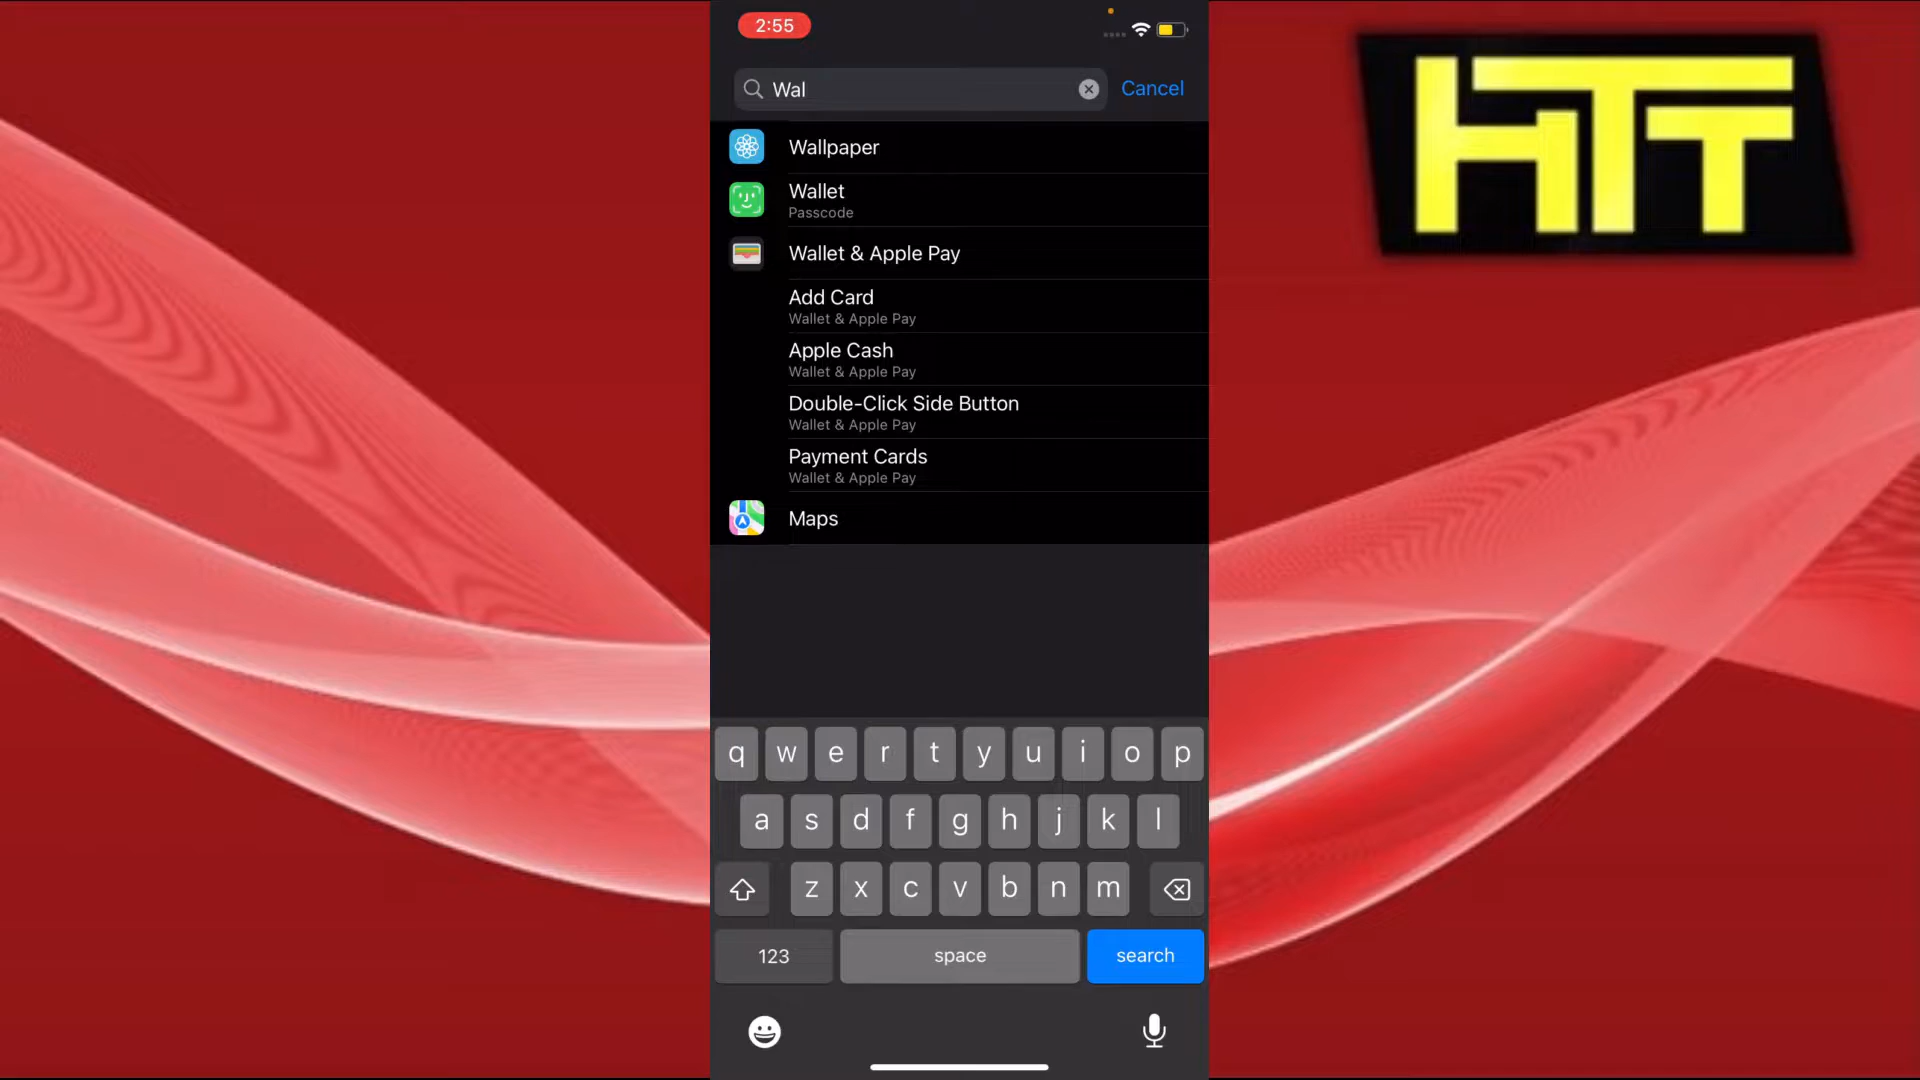 2:55
HTT
Wal
Cancel
Wallpaper
Wallet
Passcode
Wallet & Apple Pay
Add Card
Wallet & Apple Pay
Apple Cash
Wallet & Apple Pay
Double-Click Side Button
Wallet & Apple Pay
Payment Cards
Wallet & Apple Pay
Maps
q w e r t y u i o p
a s d f g h j k l
z x c v b n m
123 space search